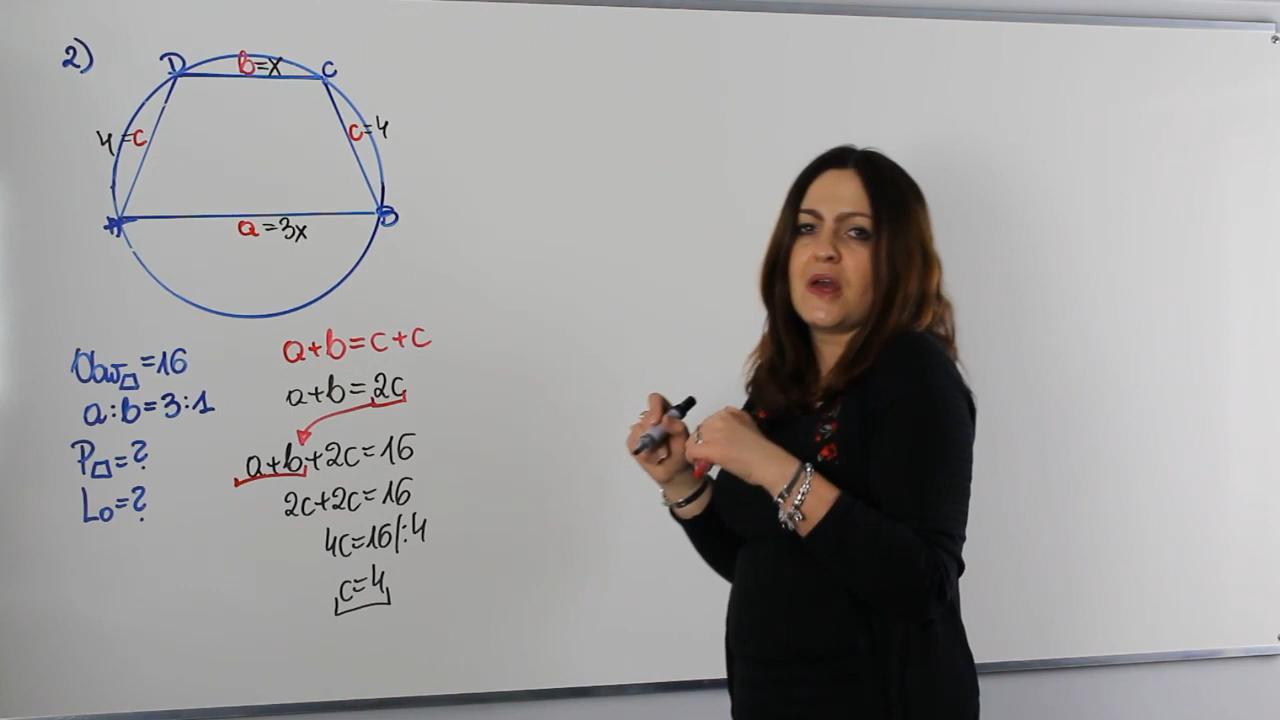 2)
D b=x C
4=c c=4
A a=3x B
Obw▱=16
a:b=3:1
P▱=?
Lo=?
a+b=c+c
a+b=2c
a+b+2c=16
2c+2c=16
4c=16/:4
c=4